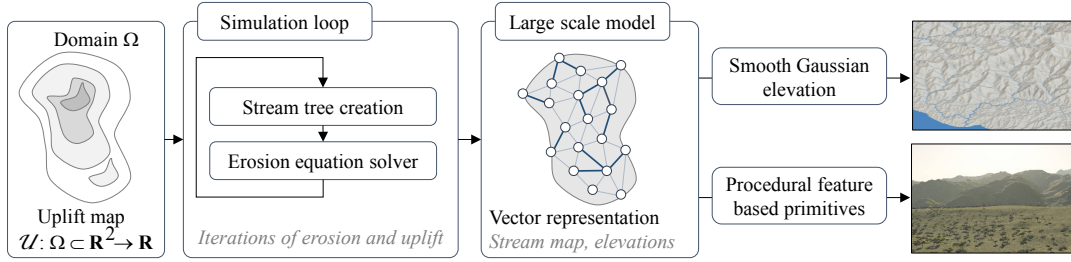 Domain Ω
Uplift map
𝒰: Ω ⊂ R² → R
Simulation loop
Stream tree creation
Erosion equation solver
Iterations of erosion and uplift
Large scale model
Vector representation
Stream map, elevations
Smooth Gaussian
elevation
Procedural feature
based primitives